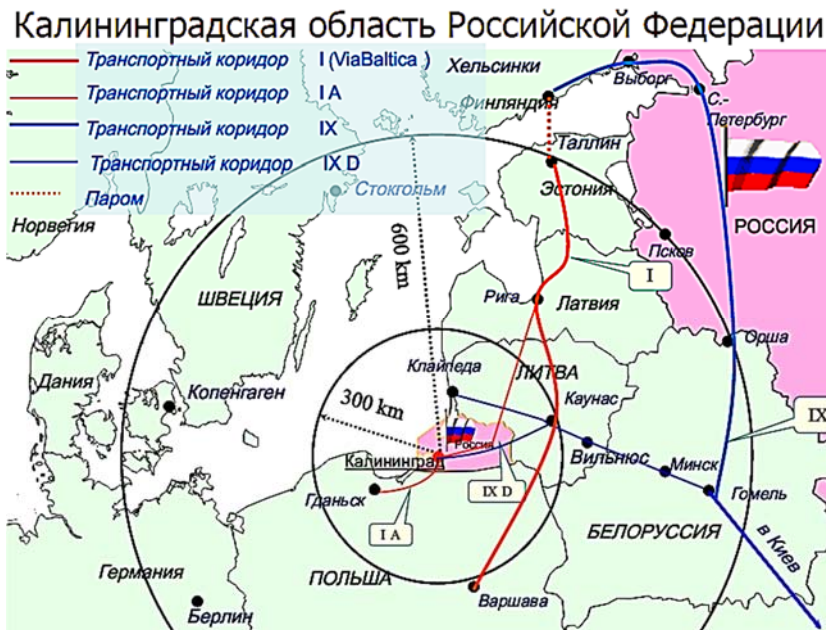 Калининградская область Российской Федерации
Транспортный коридор I (ViaBaltica )
Транспортный коридор I A
Транспортный коридор IX
Транспортный коридор IX D
Паром
Хельсинки
Выборг
С.-
Петербург
Финляндия
Таллин
Эстония
Стокгольм
Норвегия
РОССИЯ
Псков
600 km
I
ШВЕЦИЯ
Рига
ЛАТВИЯ
Орша
Клайпеда
ЛИТВА
Дания
Копенгаген
Каунас
300 km
IX
Россия
Калининград
Вильнюс
Минск
Гданьск
IX D
Гомель
I A
БЕЛОРУССИЯ
в Киев
Германия
ПОЛЬША
Варшава
Берлин